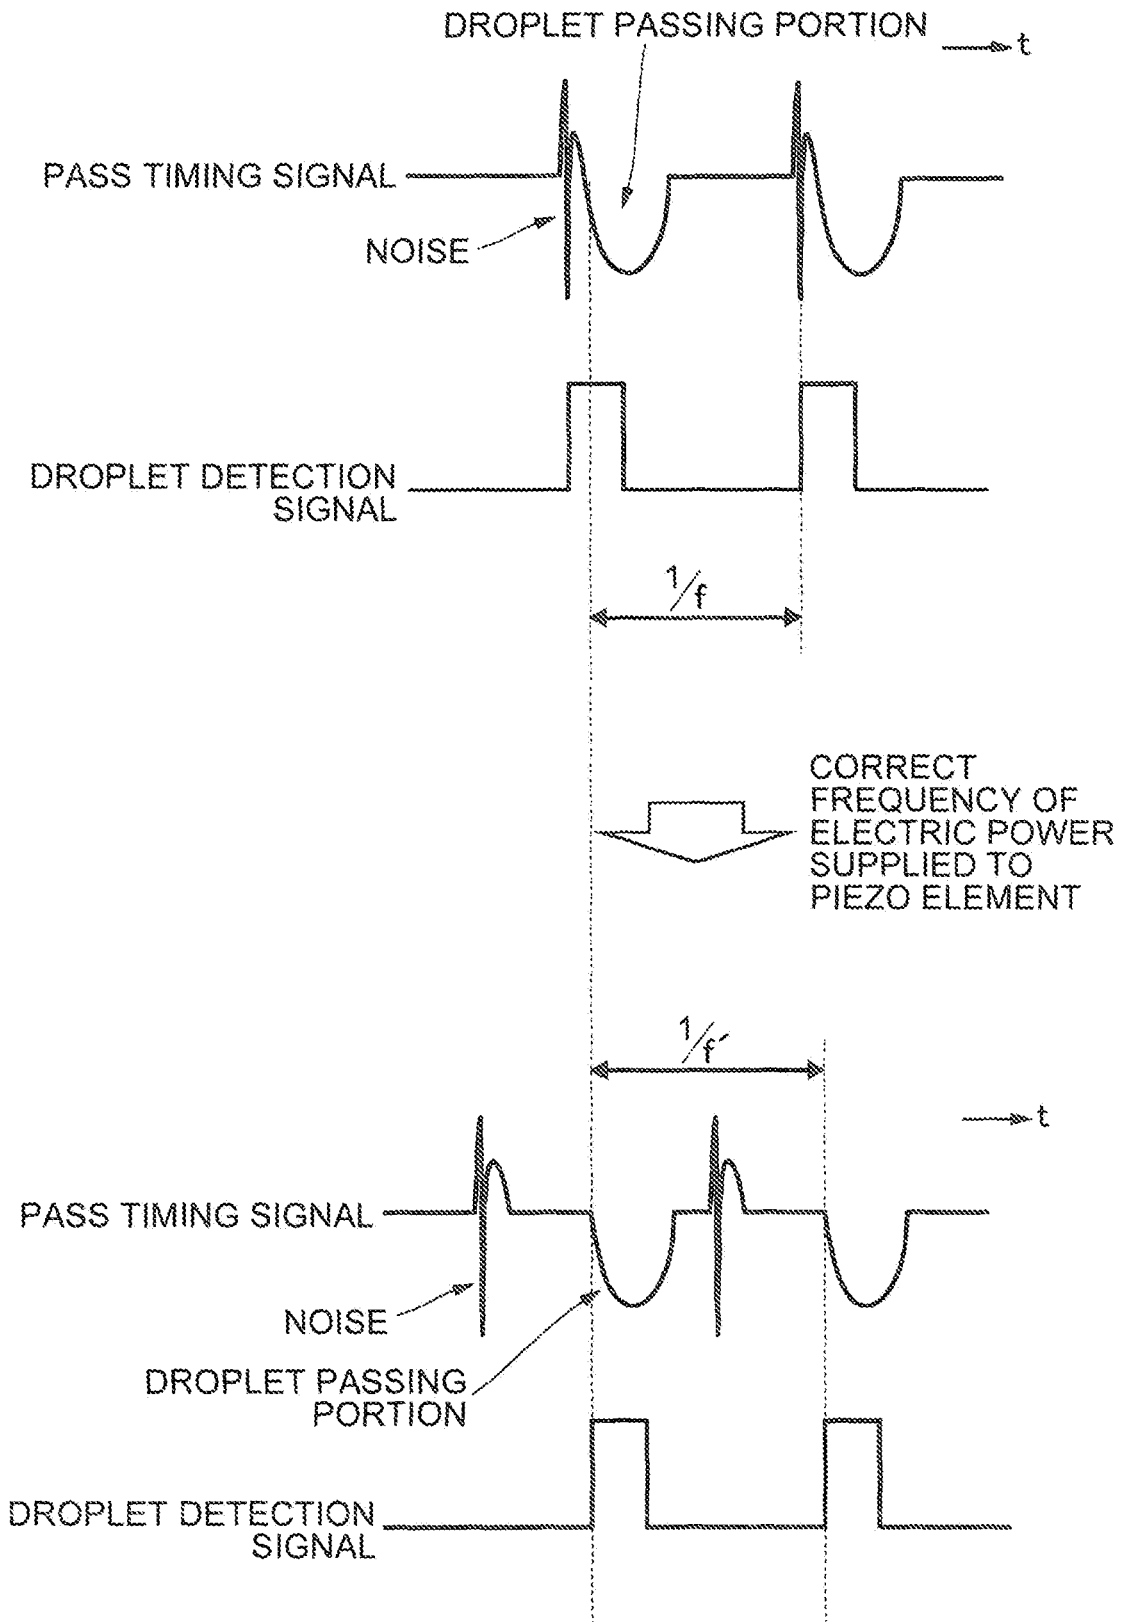 DROPLET PASSING PORTION
t
PASS TIMING SIGNAL
NOISE
DROPLET DETECTION
SIGNAL
1/f
CORRECT
FREQUENCY OF
ELECTRIC POWER
SUPPLIED TO
PIEZO ELEMENT
1/f´
t
PASS TIMING SIGNAL
NOISE
DROPLET PASSING
PORTION
DROPLET DETECTION
SIGNAL